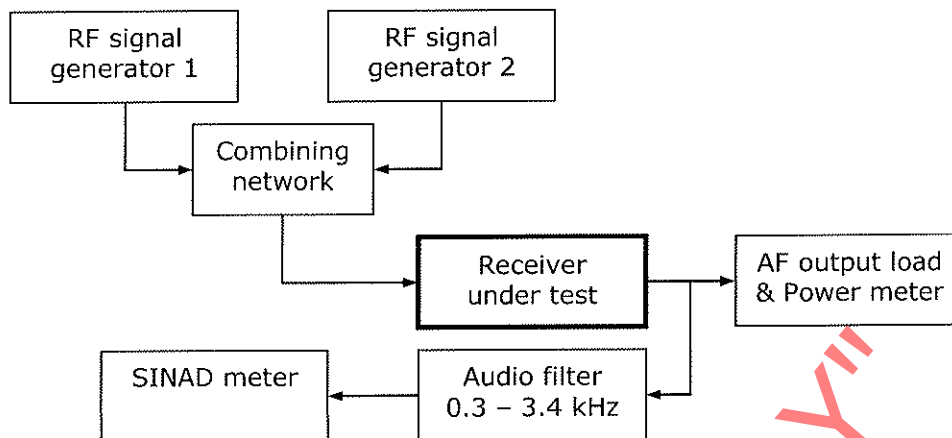 RF signal
generator 1
RF signal
generator 2
Combining
network
Receiver
under test
AF output load
& Power meter
SINAD meter
Audio filter
0.3 – 3.4 kHz
Y"